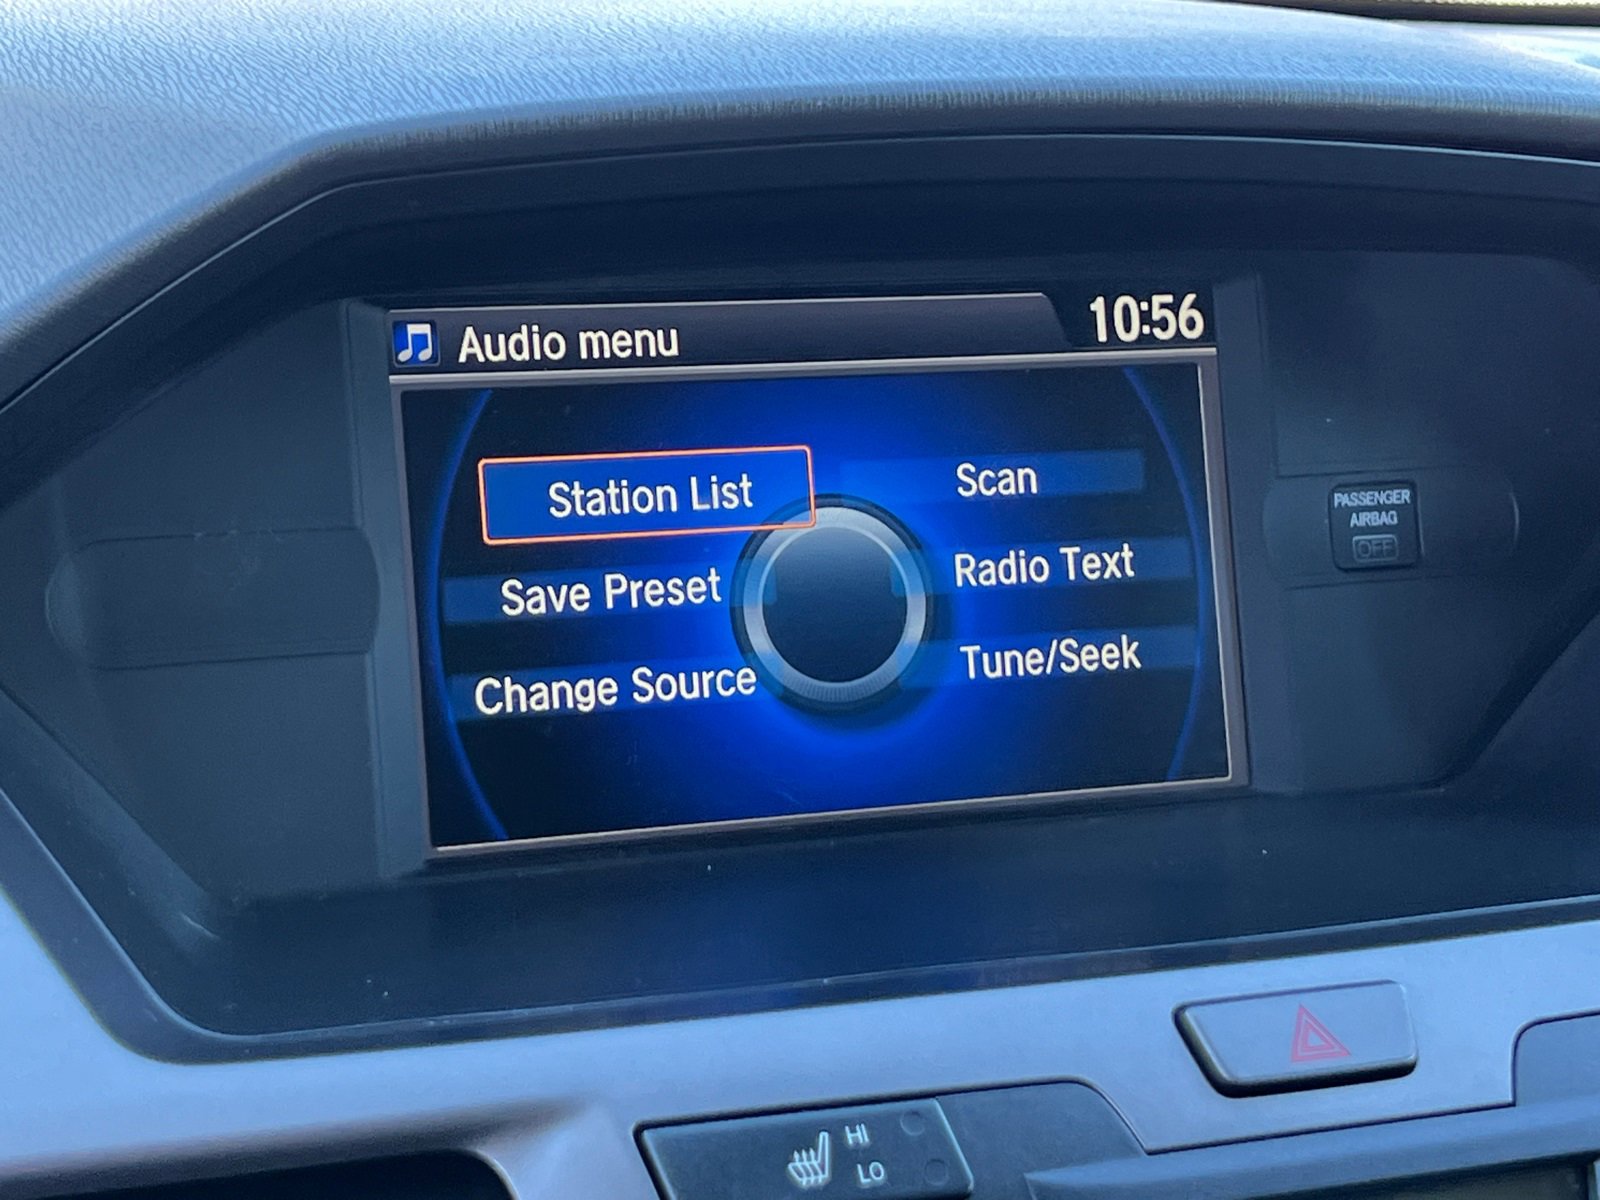 Audio menu
10:56
Station List
Scan
Save Preset
Radio Text
Change Source
Tune/Seek
PASSENGER
AIRBAG
OFF
HI
LO